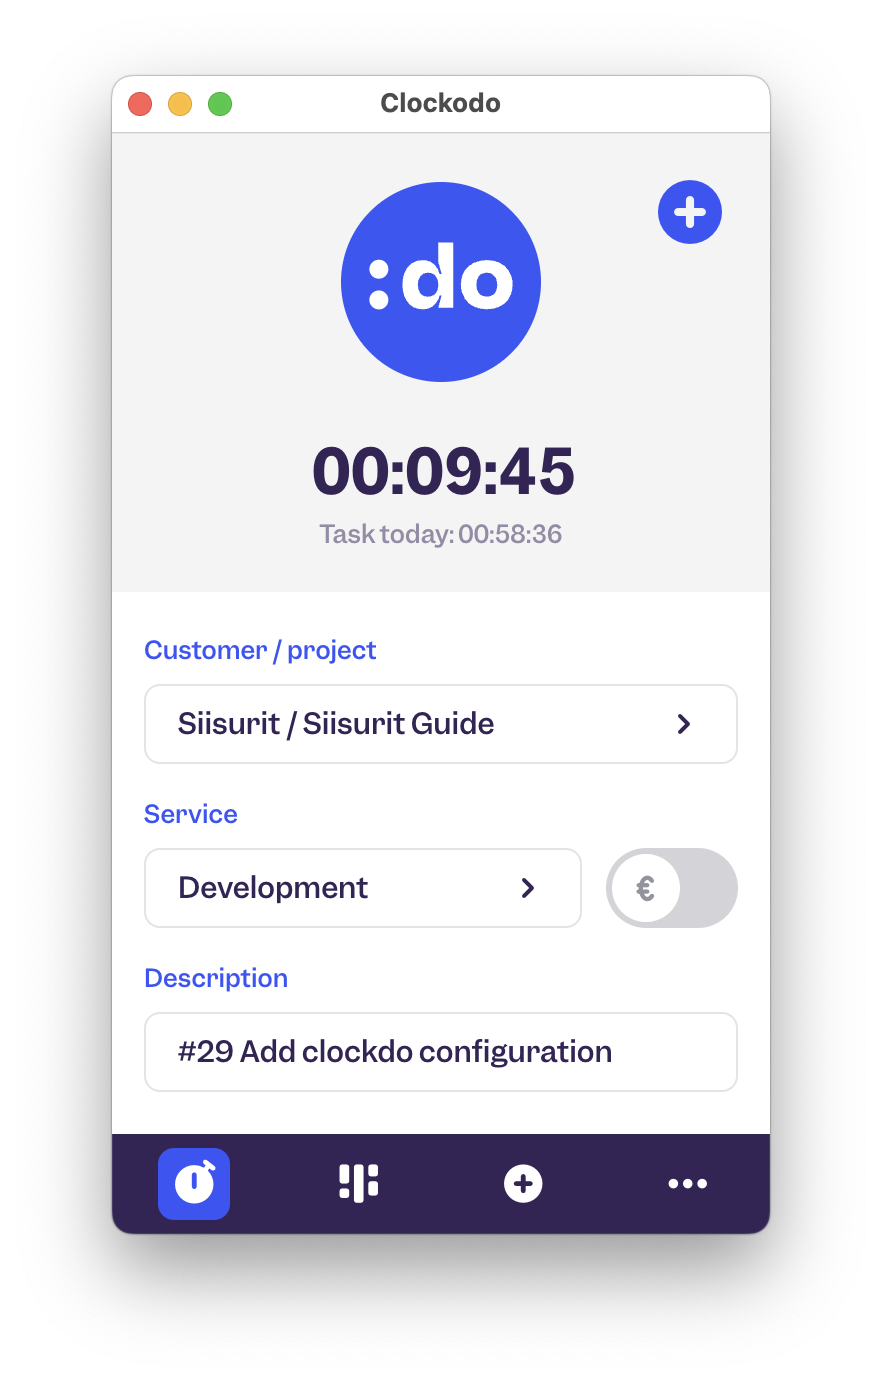 Clockodo
:do
00:09:45
Task today: 00:58:36
Customer / project
Siisurit / Siisurit Guide
Service
Development
€
Description
#29 Add clockdo configuration